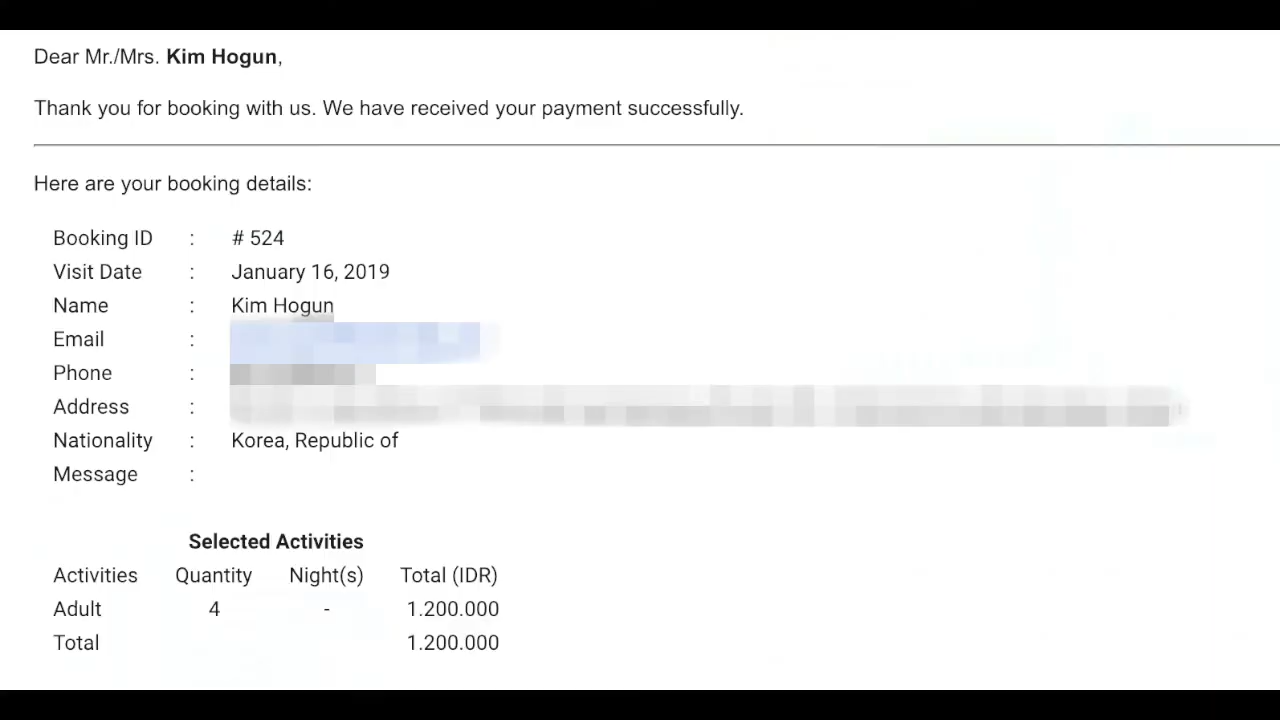 Dear Mr./Mrs. Kim Hogun,
Thank you for booking with us. We have received your payment successfully.
Here are your booking details:
Booking ID : # 524
Visit Date : January 16, 2019
Name : Kim Hogun
Email :
Phone :
Address :
Nationality : Korea, Republic of
Message :
Selected Activities
Activities Quantity Night(s) Total (IDR)
Adult 4 - 1.200.000
Total 1.200.000